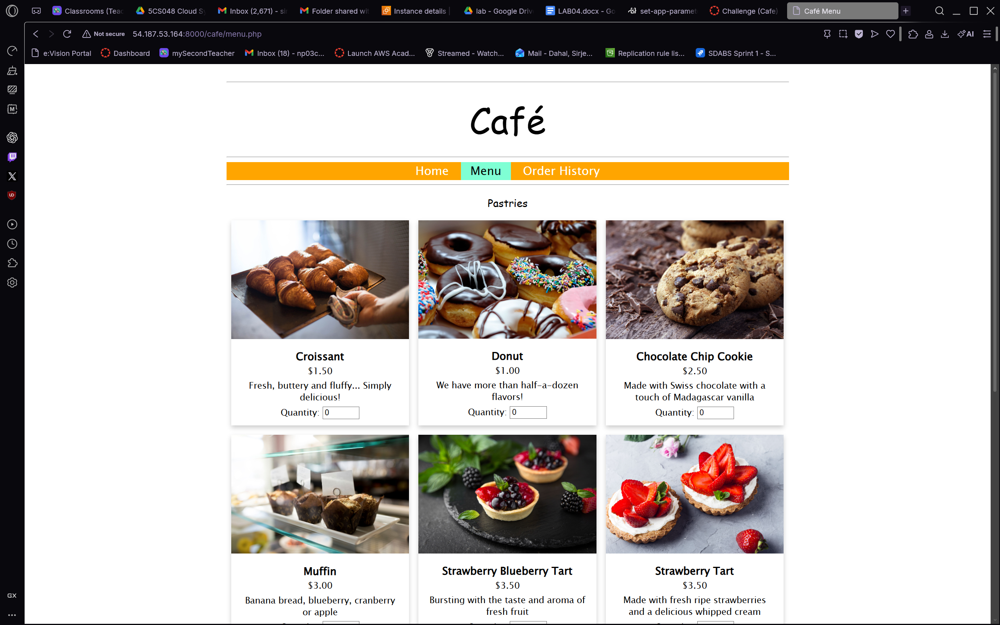 Classrooms (Teac
5CS048 Cloud Sy
Inbox (2,671) - sir
Folder shared wit
Instance details
lab - Google Driv
LAB04.docx - Go
set-app-paramet
Challenge (Cafe)
Café Menu
Not secure
54.187.53.164:8000/cafe/menu.php
AI
e:Vision Portal
Dashboard
mySecondTeacher
Inbox (18) - np03c...
Launch AWS Acad...
Streamed - Watch...
Mail - Dahal, Sirje...
Replication rule lis...
SDABS Sprint 1 - S...
M
GX
Café
Home
Menu
Order History
Pastries
Croissant
$1.50
Fresh, buttery and fluffy... Simply
delicious!
Quantity: 0
Donut
$1.00
We have more than half-a-dozen
flavors!
Quantity: 0
Chocolate Chip Cookie
$2.50
Made with Swiss chocolate with a
touch of Madagascar vanilla
Quantity: 0
Muffin
$3.00
Banana bread, blueberry, cranberry
or apple
Strawberry Blueberry Tart
$3.50
Bursting with the taste and aroma of
fresh fruit
Strawberry Tart
$3.50
Made with fresh ripe strawberries
and a delicious whipped cream